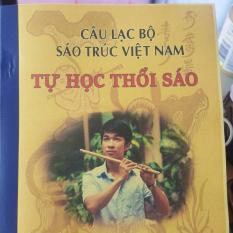 CÂU LẠC BỘ
SÁO TRÚC VIỆT NAM
TỰ HỌC THỔI SÁO